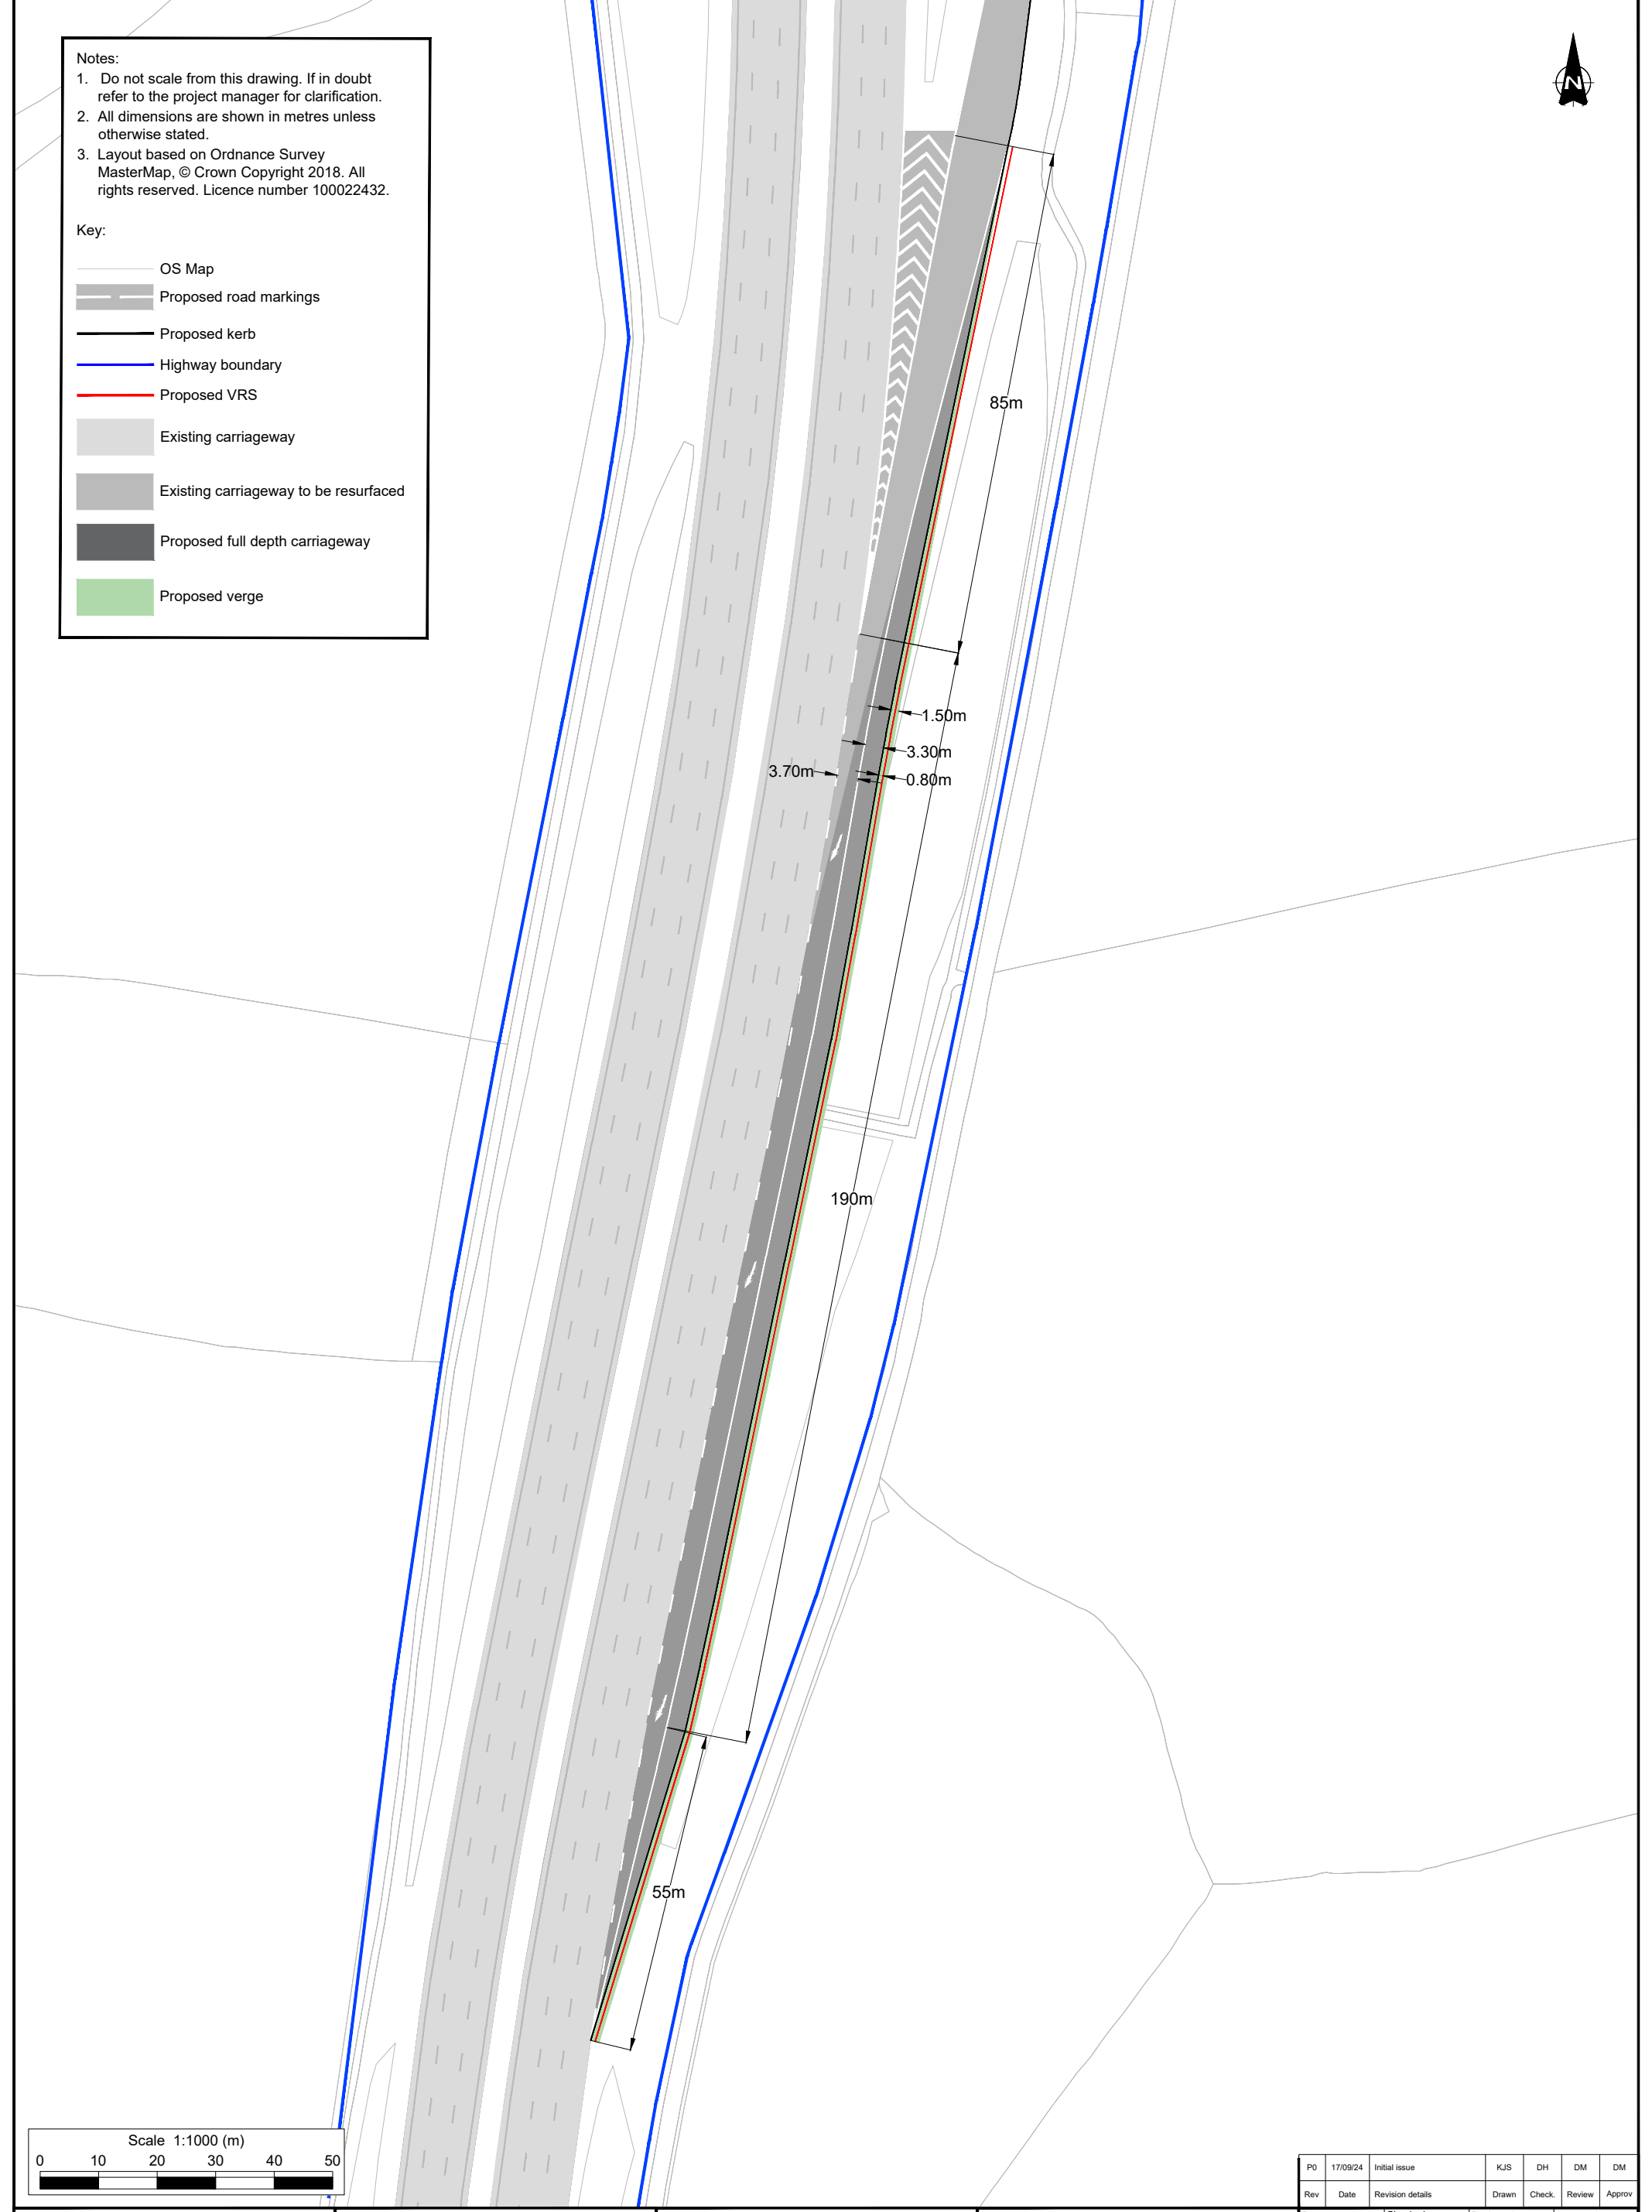 Notes:
1. Do not scale from this drawing. If in doubt
refer to the project manager for clarification.
2. All dimensions are shown in metres unless
otherwise stated.
3. Layout based on Ordnance Survey
MasterMap, © Crown Copyright 2018. All
rights reserved. Licence number 100022432.
Key:
OS Map
Proposed road markings
Proposed kerb
Highway boundary
Proposed VRS
Existing carriageway
Existing carriageway to be resurfaced
Proposed full depth carriageway
Proposed verge
N
85m
1.50m
3.30m
3.70m
0.80m
190m
55m
Scale 1:1000 (m)
0 10 20 30 40 50
P0 17/09/24 Initial issue KJS DH DM DM
Rev Date Revision details Drawn Check. Review Approv